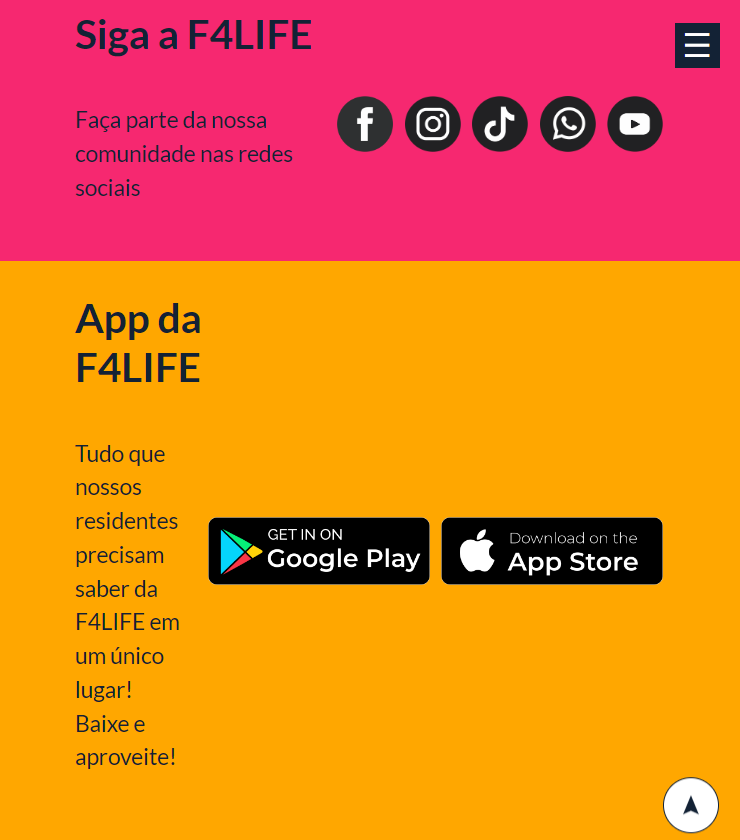 Siga a F4LIFE
Faça parte da nossa
comunidade nas redes
sociais
App da
F4LIFE
Tudo que
nossos
residentes
precisam
saber da
F4LIFE em
um único
lugar!
Baixe e
aproveite!
GET IN ON
Google Play
Download on the
App Store